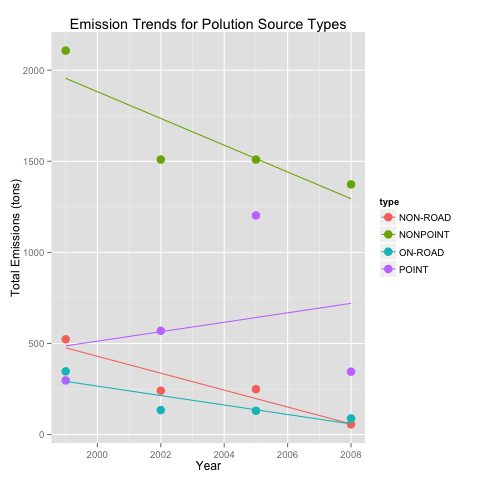 Emission Trends for Polution Source Types
Total Emissions (tons)
2000
1500
1000
500
0
2000
2002
2004
2006
2008
Year
type
NON-ROAD
NONPOINT
ON-ROAD
POINT